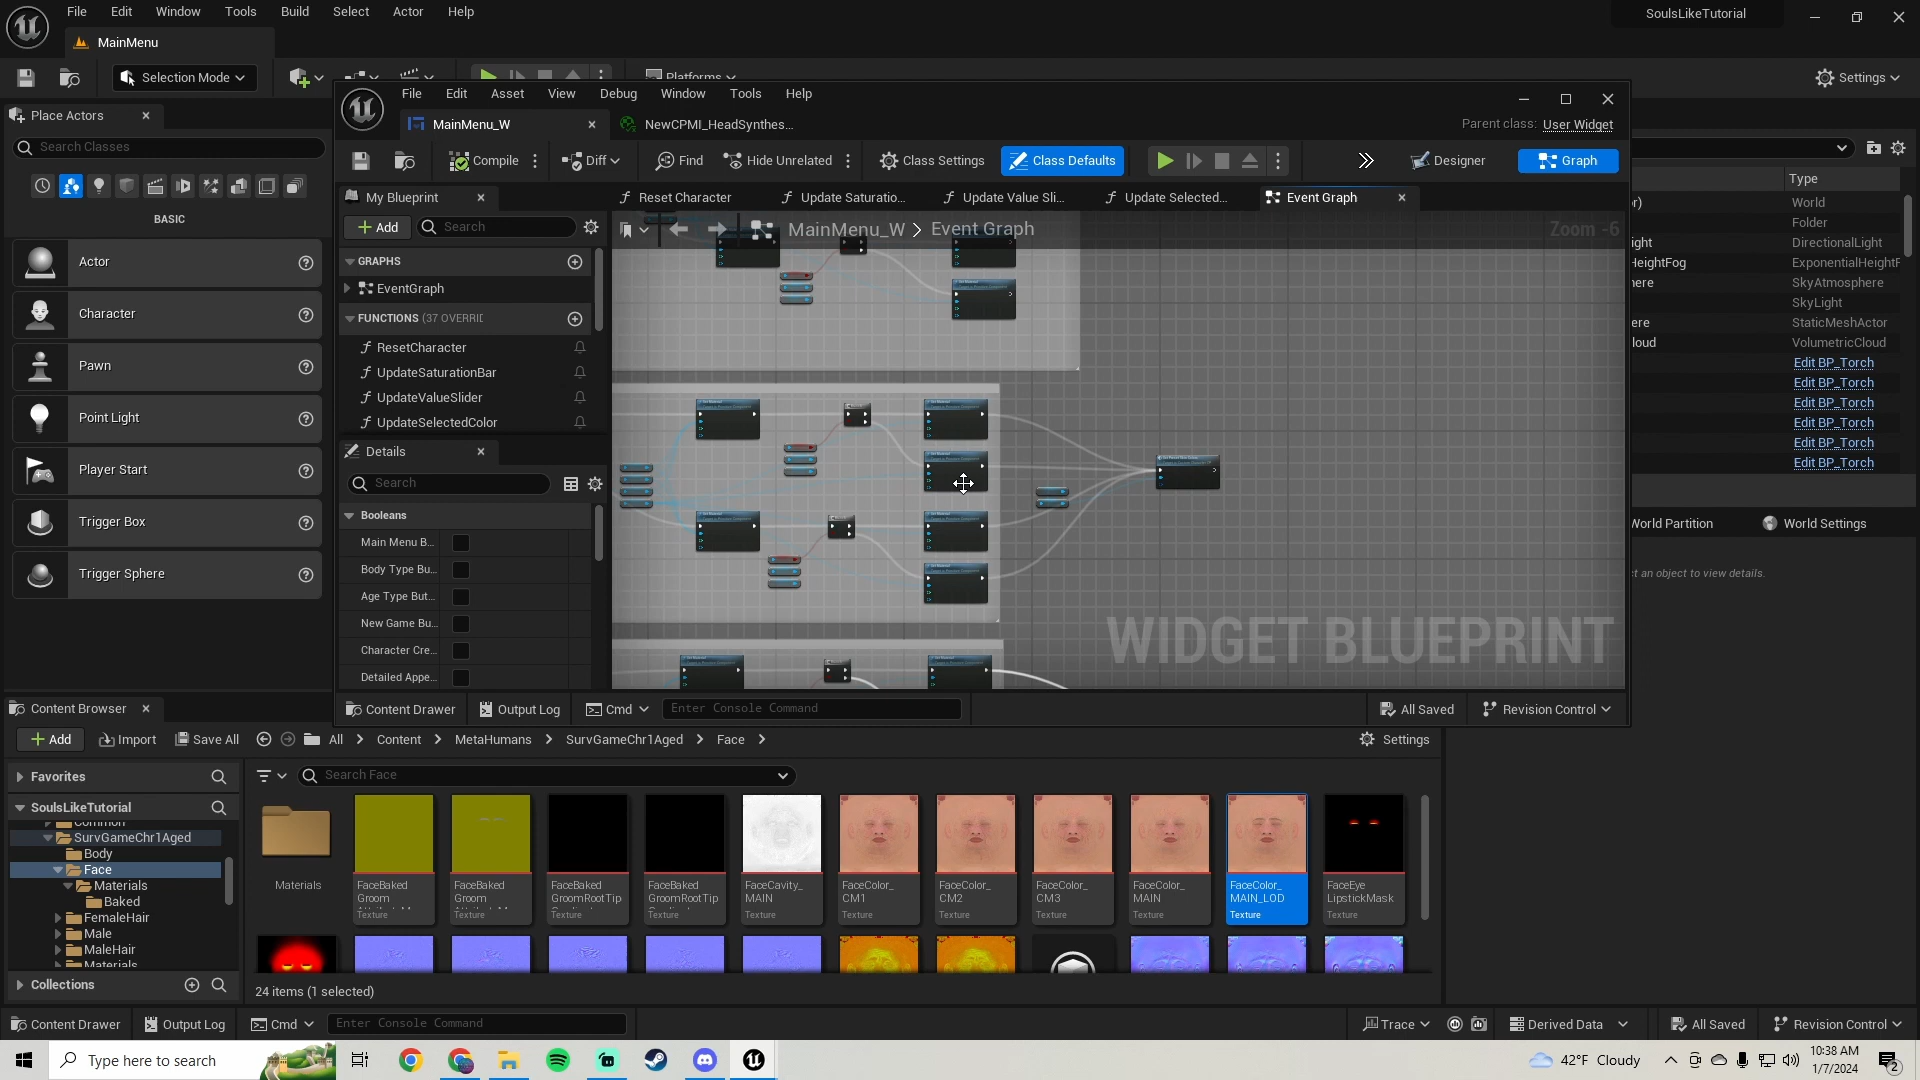 File Edit Window Tools Build Select Actor Help
SoulsLikeTutorial
MainMenu
Selection Mode
Platforms
Settings
Place Actors
Search Classes
BASIC
Actor
Character
Pawn
Point Light
Player Start
Trigger Box
Trigger Sphere
File Edit Asset View Debug Window Tools Help
MainMenu_W
NewCPMI_HeadSynthes...
Parent class: User Widget
Compile
Diff
Find
Hide Unrelated
Class Settings
Class Defaults
Designer
Graph
My Blueprint
Reset Character
Update Saturatio...
Update Value Sli...
Update Selected...
Event Graph
Add
Search
MainMenu_W > Event Graph
Zoom -6
GRAPHS
EventGraph
FUNCTIONS (37 OVERRI
ResetCharacter
UpdateSaturationBar
UpdateValueSlider
UpdateSelectedColor
Details
Search
Booleans
Main Menu B...
Body Type Bu...
Age Type But...
New Game Bu...
Character Cre...
Detailed Appe...
WIDGET BLUEPRINT
Content Drawer
Output Log
Cmd
Enter Console Command
All Saved
Revision Control
Type
World
Folder
DirectionalLight
ExponentialHeightF
SkyAtmosphere
SkyLight
StaticMeshActor
VolumetricCloud
Edit BP_Torch
Edit BP_Torch
Edit BP_Torch
Edit BP_Torch
Edit BP_Torch
Edit BP_Torch
World Partition
World Settings
ct an object to view details.
Content Browser
Add
Import
Save All
All > Content > MetaHumans > SurvGameChr1Aged > Face >
Settings
Favorites
Search Face
SoulsLikeTutorial
Common
SurvGameChr1Aged
Body
Face
Materials
Baked
FemaleHair
Male
MaleHair
Materials
Collections
Materials
FaceBaked
Groom
Texture
FaceBaked
Groom
Texture
FaceBaked
GroomRootTip
Texture
FaceBaked
GroomRootTip
Texture
FaceCavity_
MAIN
Texture
FaceColor_
CM1
Texture
FaceColor_
CM2
Texture
FaceColor_
CM3
Texture
FaceColor_
MAIN
Texture
FaceColor_
MAIN_LOD
Texture
FaceEye
LipstickMask
Texture
24 items (1 selected)
Content Drawer
Output Log
Cmd
Enter Console Command
Trace
Derived Data
All Saved
Revision Control
Type here to search
42°F Cloudy
10:38 AM
1/7/2024
2